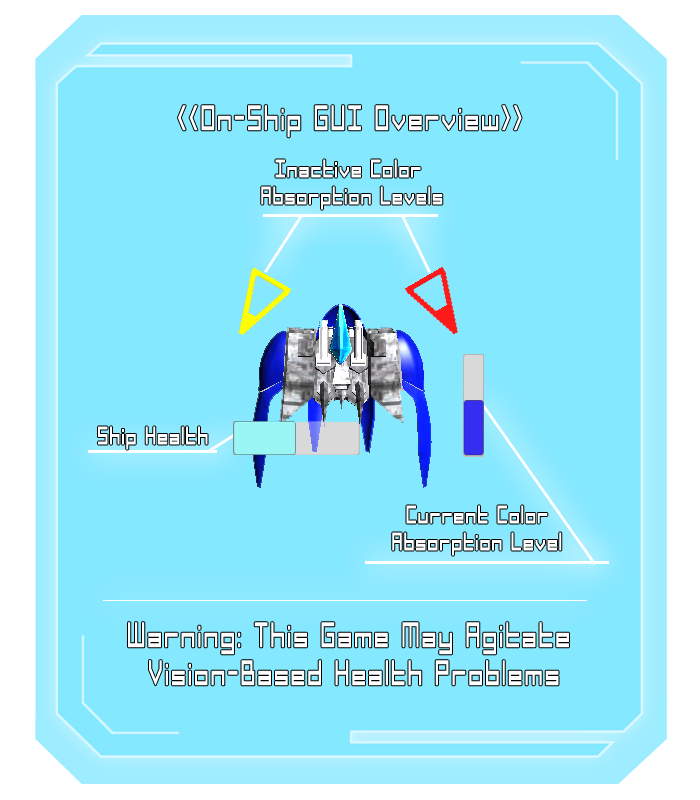 <<On-Ship GUI Overview>>
Inactive Color
Absorption Levels
Ship Health
Current Color
Absorption Level
Warning: This Game May Agitate
Vision-Based Health Problems